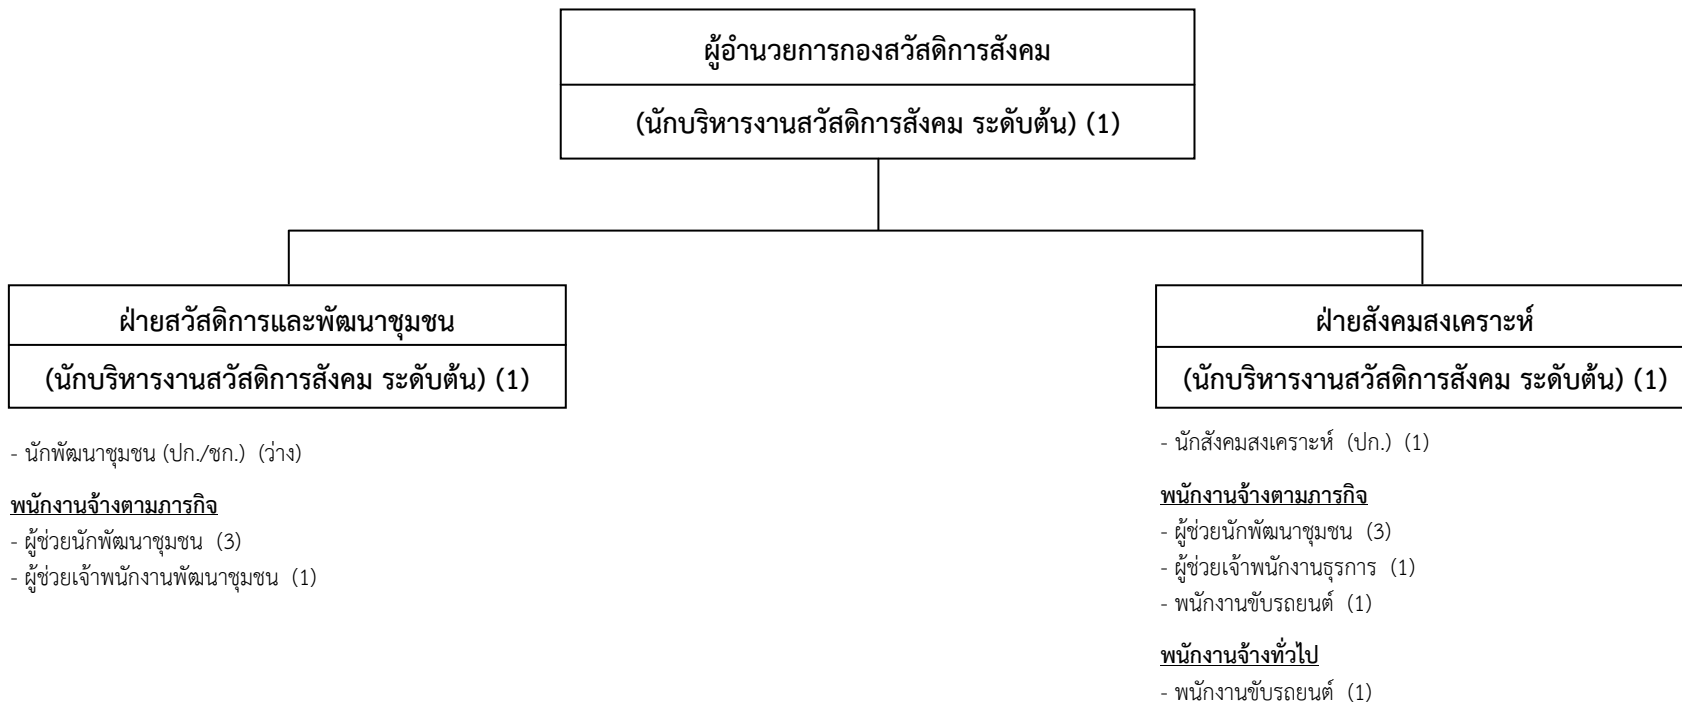 ผู้อำนวยการกองสวัสดิการสังคม
(นักบริหารงานสวัสดิการสังคม ระดับต้น) (1)
ฝ่ายสวัสดิการและพัฒนาชุมชน
(นักบริหารงานสวัสดิการสังคม ระดับต้น) (1)
- นักพัฒนาชุมชน (ปก./ชก.) (ว่าง)
พนักงานจ้างตามภารกิจ
- ผู้ช่วยนักพัฒนาชุมชน (3)
- ผู้ช่วยเจ้าพนักงานพัฒนาชุมชน (1)
ฝ่ายสังคมสงเคราะห์
(นักบริหารงานสวัสดิการสังคม ระดับต้น) (1)
- นักสังคมสงเคราะห์ (ปก.) (1)
พนักงานจ้างตามภารกิจ
- ผู้ช่วยนักพัฒนาชุมชน (3)
- ผู้ช่วยเจ้าพนักงานธุรการ (1)
- พนักงานขับรถยนต์ (1)
พนักงานจ้างทั่วไป
- พนักงานขับรถยนต์ (1)